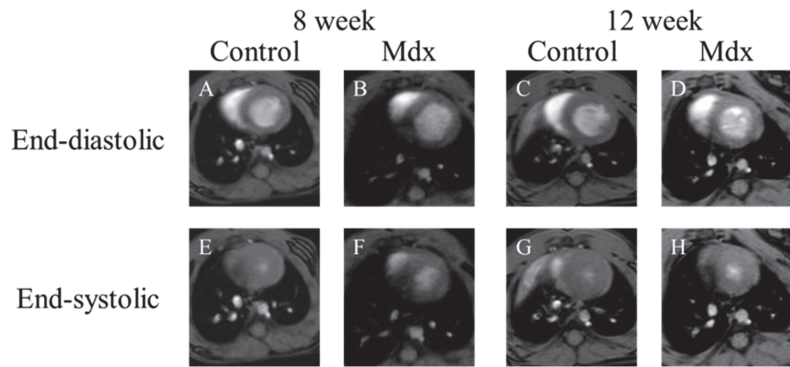 8 week 12 week
Control Mdx Control Mdx
End-diastolic A B C D
End-systolic E F G H